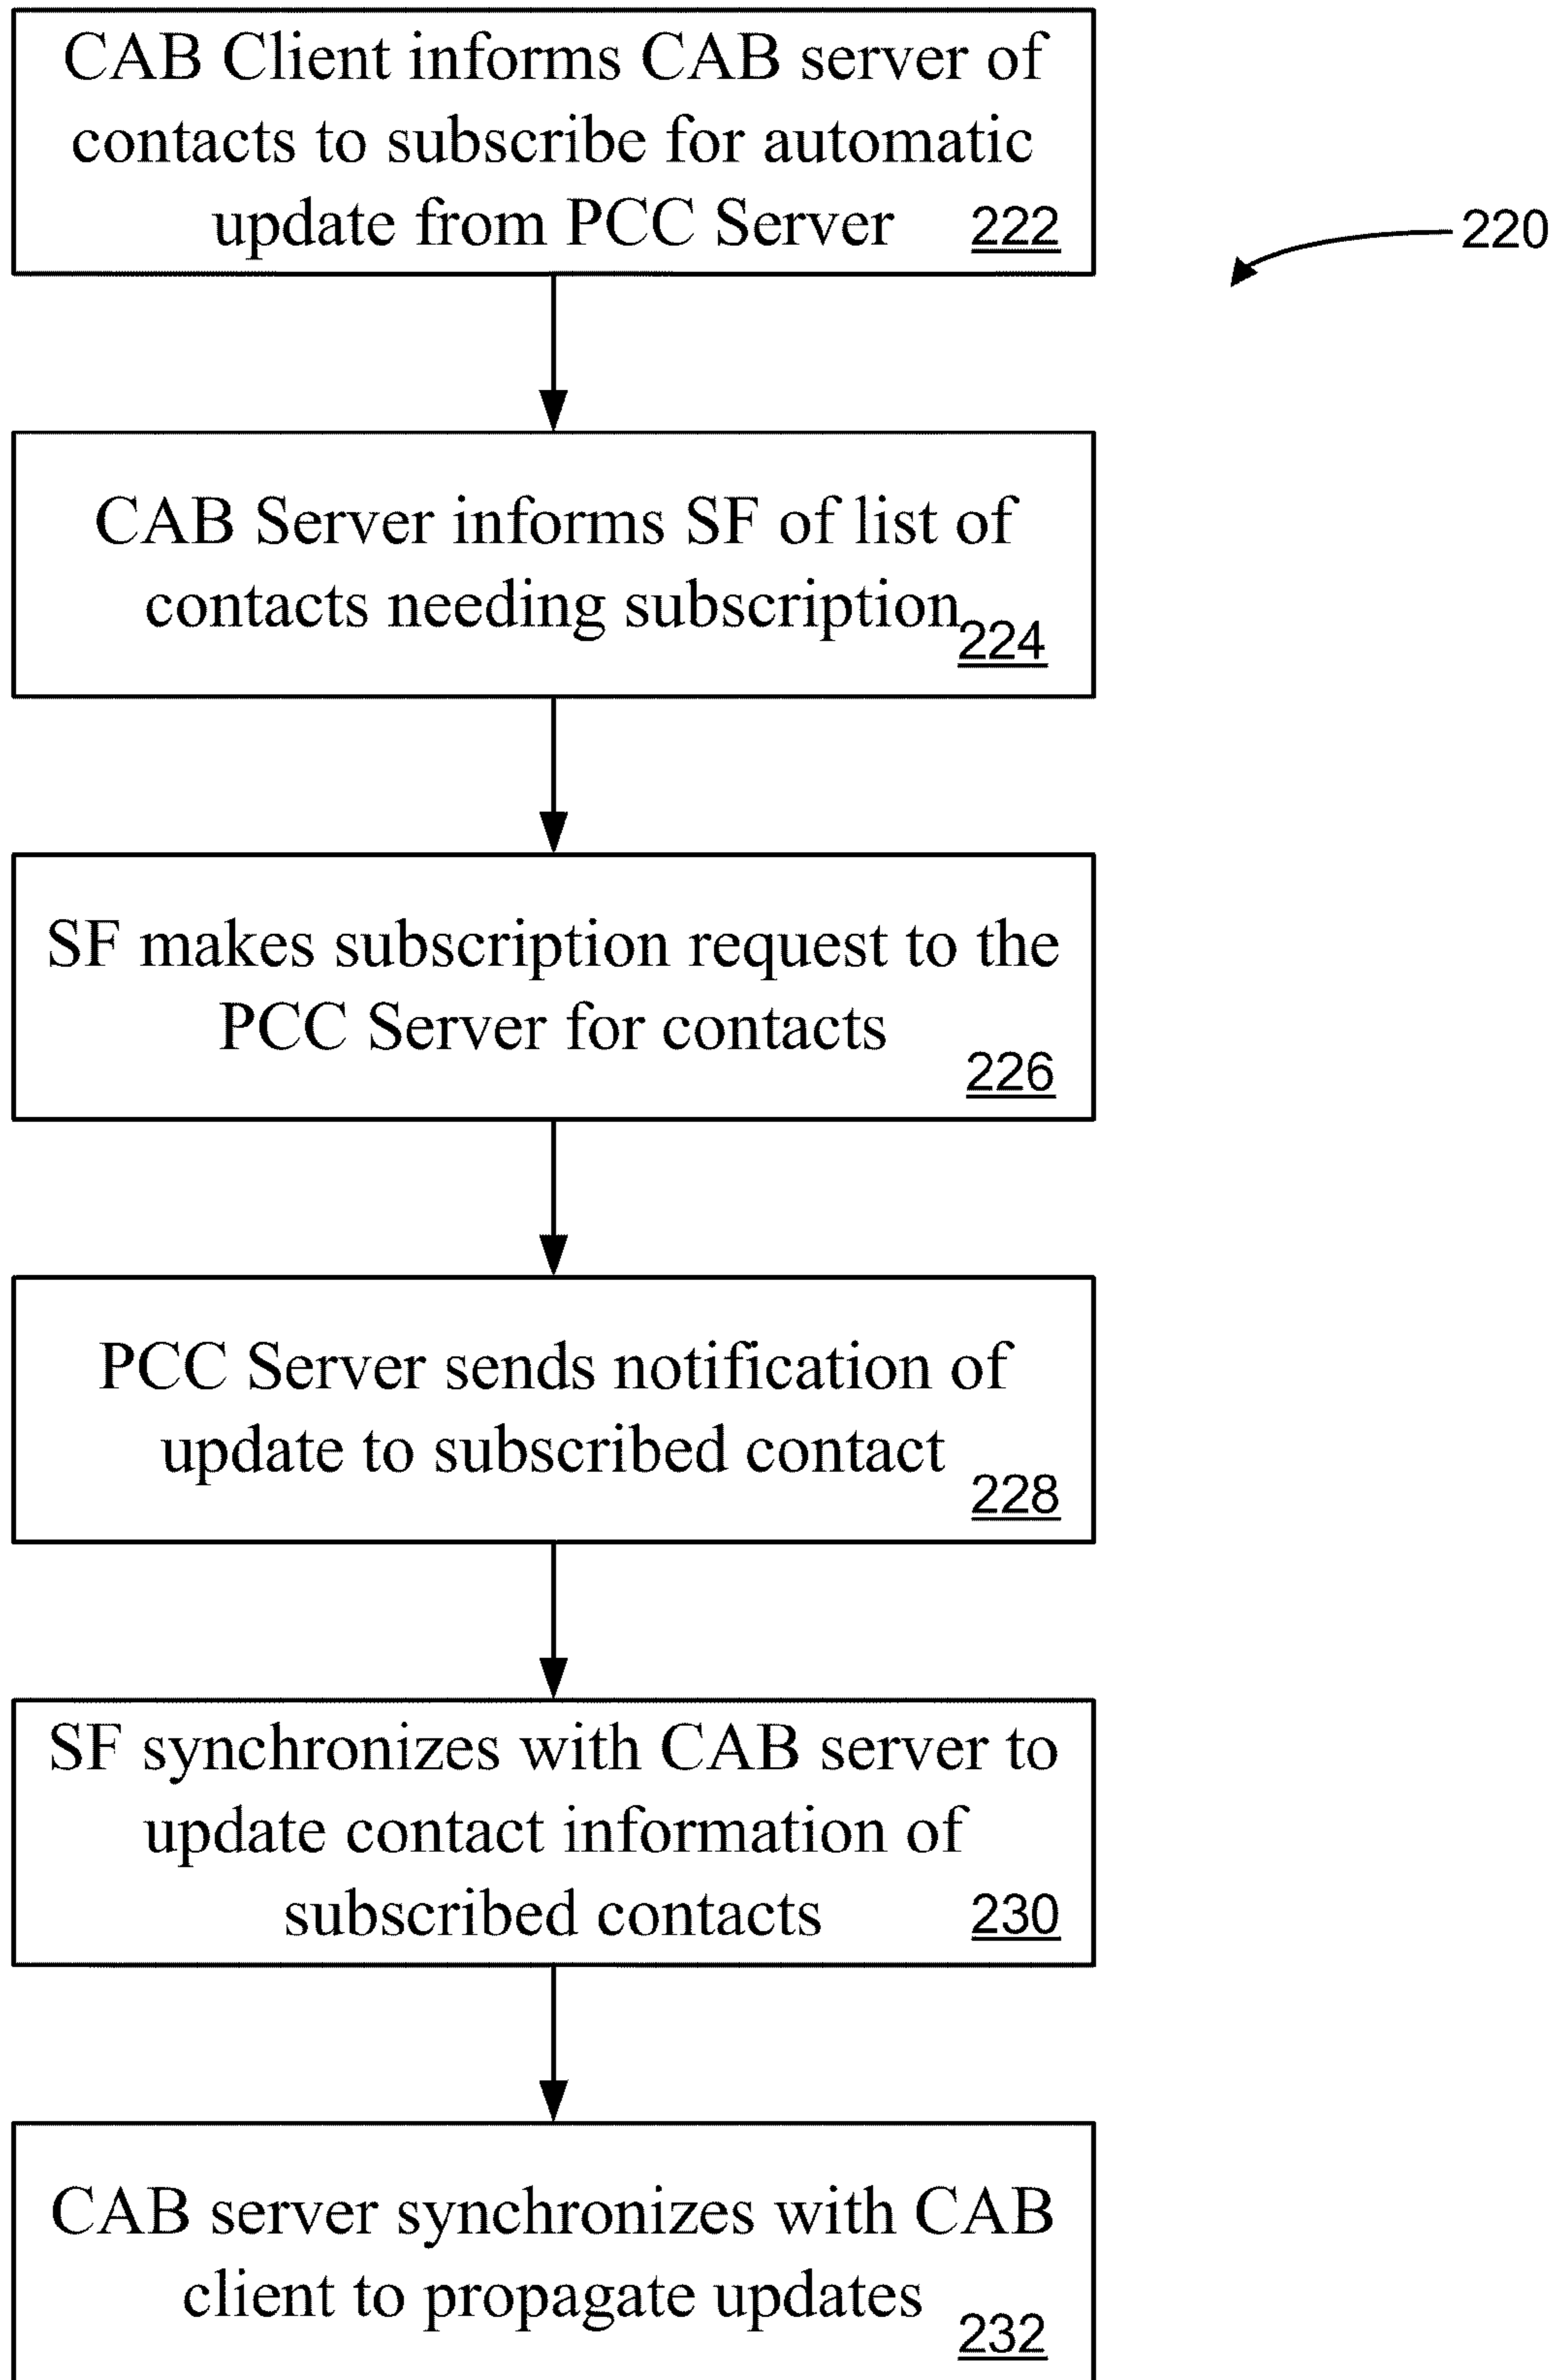 CAB Client informs CAB server of
contacts to subscribe for automatic
update from PCC Server 222
220
CAB Server informs SF of list of
contacts needing subscription
224
SF makes subscription request to the
PCC Server for contacts
226
PCC Server sends notification of
update to subscribed contact
228
SF synchronizes with CAB server to
update contact information of
subscribed contacts 230
CAB server synchronizes with CAB
client to propagate updates
232